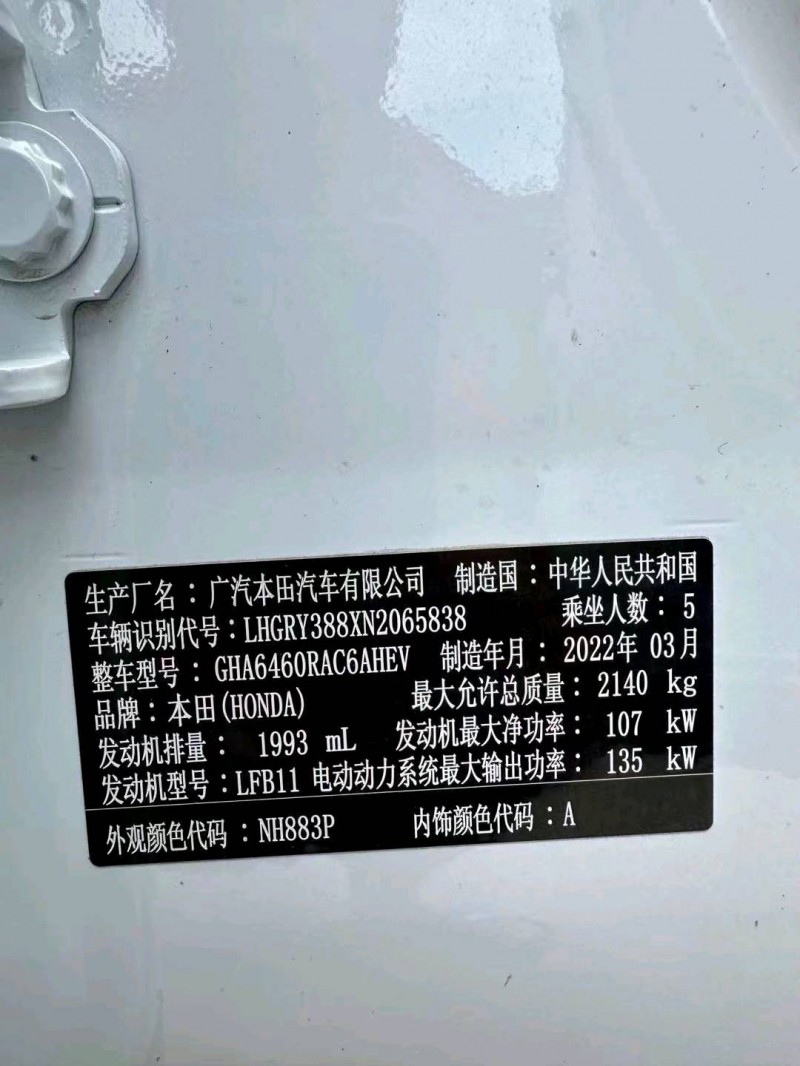 生产厂名：广汽本田汽车有限公司 制造国：中华人民共和国
车辆识别代号：LHGRY388XN2065838 乘坐人数：5
整车型号：GHA6460RAC6AHEV 制造年月：2022年 03月
品牌：本田(HONDA) 最大允许总质量：2140 kg
发动机排量： 1993 mL 发动机最大净功率： 107 kW
发动机型号：LFB11 电动动力系统最大输出功率： 135 kW
外观颜色代码：NH883P 内饰颜色代码：A